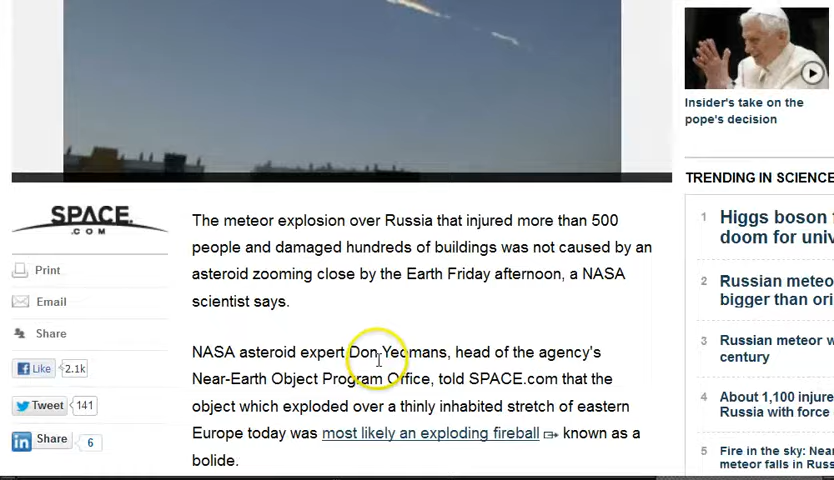 SPACE
.COM
Print
Email
Share
Like 2.1k
Tweet 141
Share 6
The meteor explosion over Russia that injured more than 500
people and damaged hundreds of buildings was not caused by an
asteroid zooming close by the Earth Friday afternoon, a NASA
scientist says.
NASA asteroid expert Don Yeomans, head of the agency's
Near-Earth Object Program Office, told SPACE.com that the
object which exploded over a thinly inhabited stretch of eastern
Europe today was most likely an exploding fireball known as a
bolide.
Insider's take on the
pope's decision
TRENDING IN SCIENCE
1 Higgs boson
doom for univ
2 Russian meteo
bigger than ori
3 Russian meteor w
century
4 About 1,100 injure
Russia with force
5 Fire in the sky: Near
meteor falls in Russ